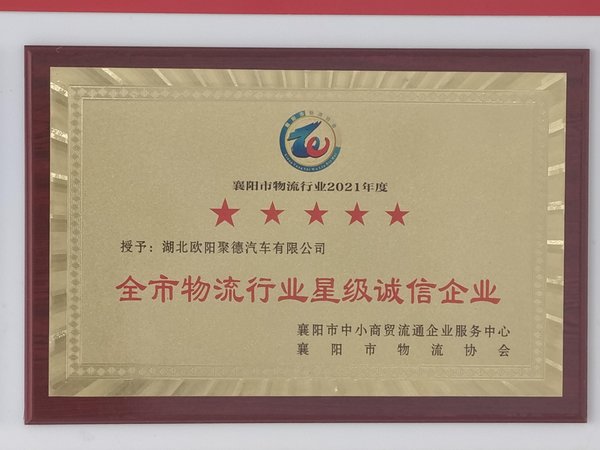 襄阳市物流行业2021年度
授予：湖北欧阳聚德汽车有限公司
全市物流行业星级诚信企业
襄阳市中小商贸流通企业服务中心
襄阳市物流协会